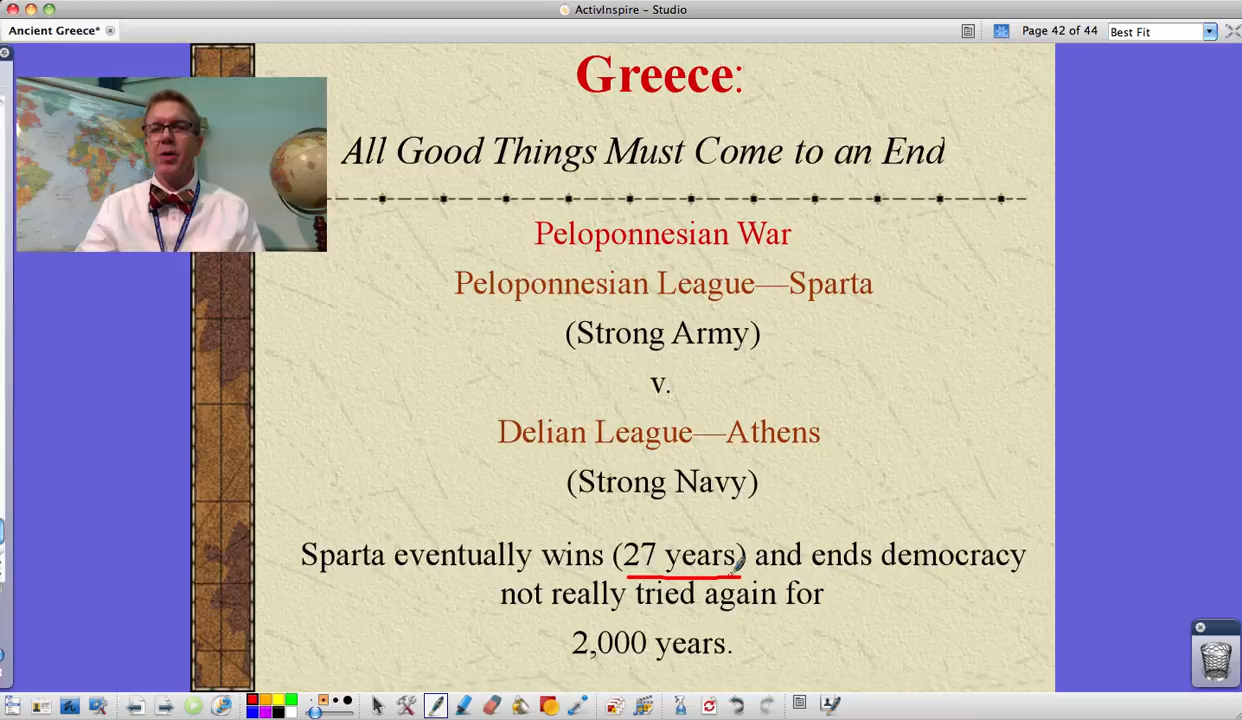 ActivInspire – Studio
Ancient Greece*
Page 42 of 44
Best Fit
Greece:
All Good Things Must Come to an End
Peloponnesian War
Peloponnesian League—Sparta
(Strong Army)
v.
Delian League—Athens
(Strong Navy)
Sparta eventually wins (27 years) and ends democracy
not really tried again for
2,000 years.